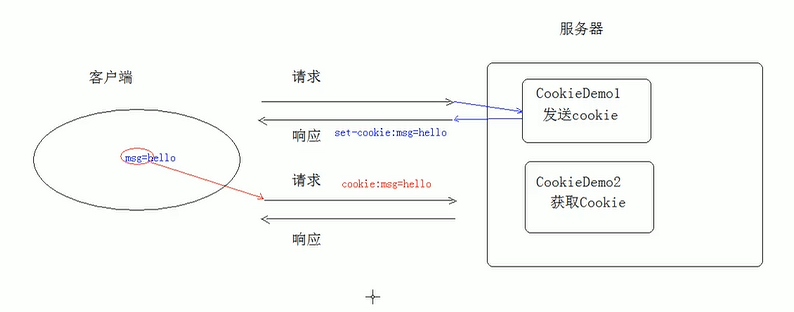 服务器
客户端
请求
CookieDemo1
发送cookie
响应
set-cookie:msg=hello
msg=hello
请求
cookie:msg=hello
CookieDemo2
获取Cookie
响应